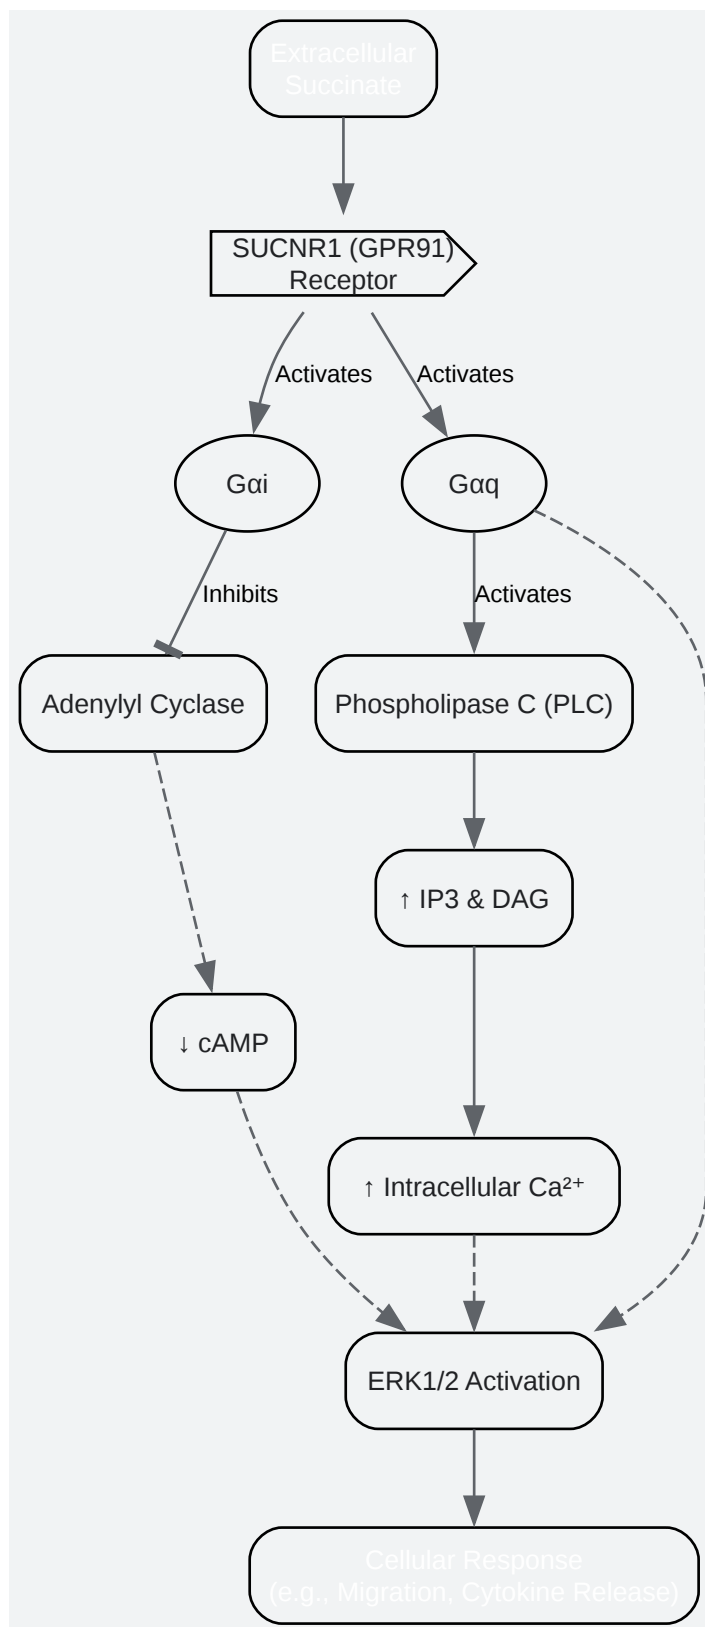 Extracellular
Succinate
SUCNR1 (GPR91)
Receptor
Activates
Activates
Gαi
Gαq
Inhibits
Activates
Adenylyl Cyclase
Phospholipase C (PLC)
↑ IP3 & DAG
↓ cAMP
↑ Intracellular Ca²⁺
ERK1/2 Activation
Cellular Response
(e.g., Migration, Cytokine Release)